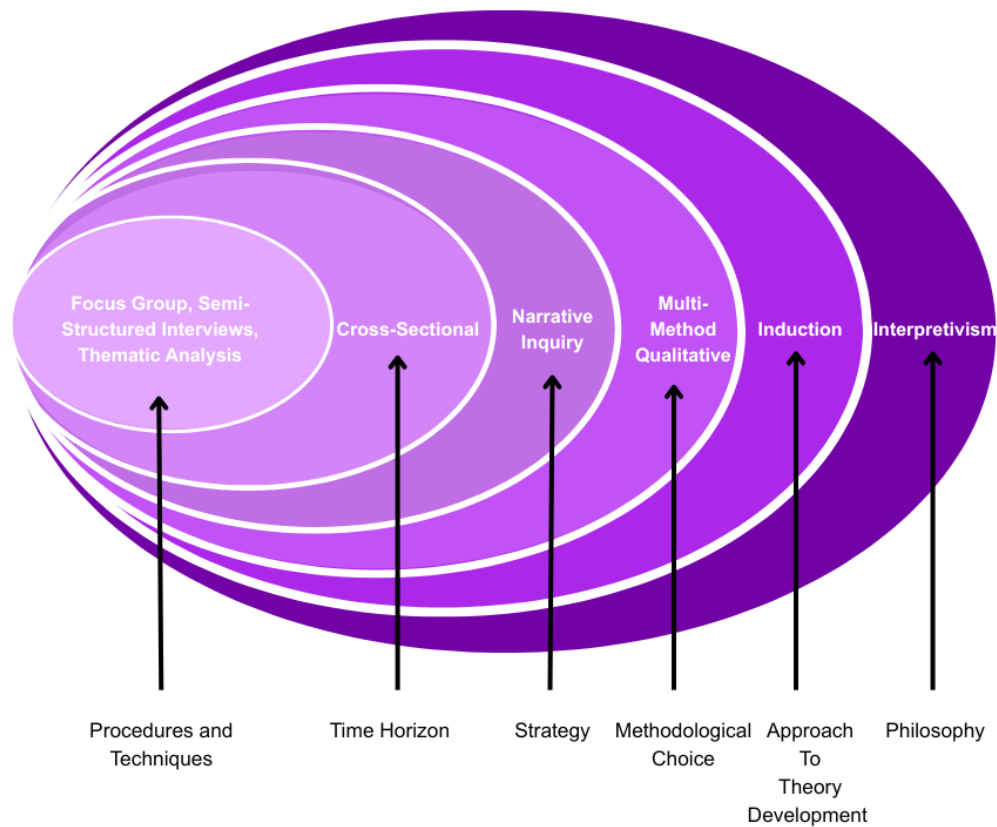 Focus Group, Semi-
Structured Interviews,
Thematic Analysis
Cross-Sectional
Narrative
Inquiry
Multi-
Method
Qualitative
Induction
Interpretivism
Procedures and
Techniques
Time Horizon
Strategy
Methodological
Choice
Approach
To
Theory
Development
Philosophy